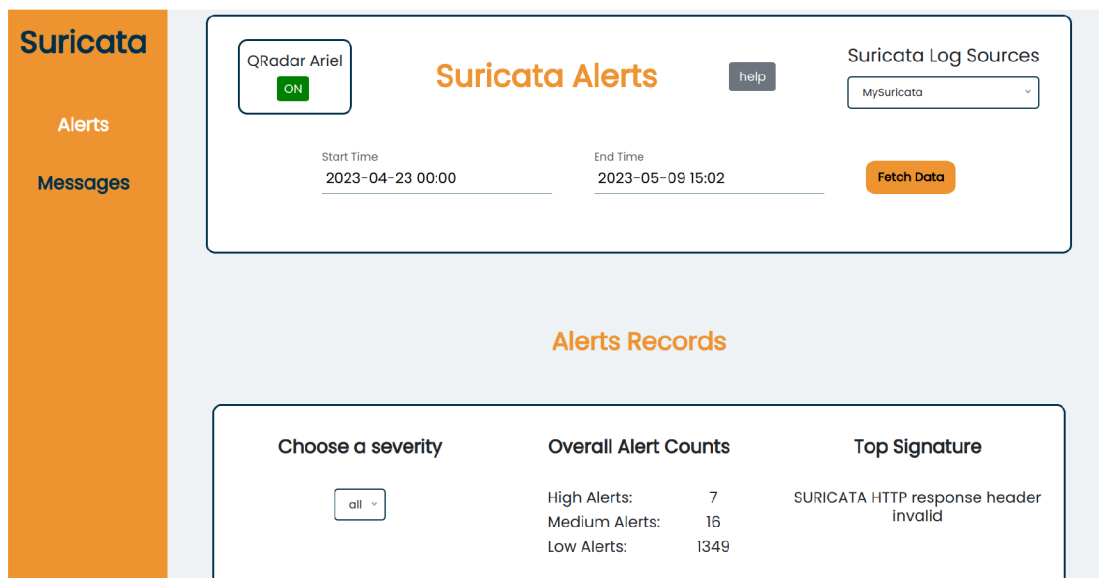 Suricata
Alerts
Messages
QRadar Ariel
ON
Suricata Alerts
help
Suricata Log Sources
MySuricata
Start Time
2023-04-23 00:00
End Time
2023-05-09 15:02
Fetch Data
Alerts Records
Choose a severity
all
Overall Alert Counts
High Alerts: 7
Medium Alerts: 16
Low Alerts: 1349
Top Signature
SURICATA HTTP response header
invalid